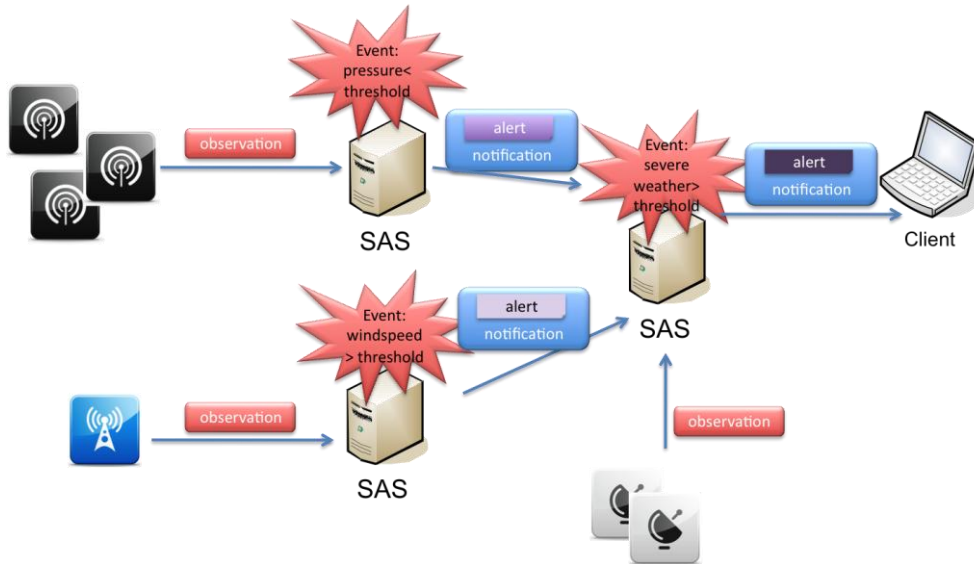 Event:
pressure<
threshold
observation
alert
notification
SAS
Event:
severe
weather>
threshold
alert
notification
Client
SAS
Event:
windspeed
> threshold
alert
notification
observation
SAS
observation